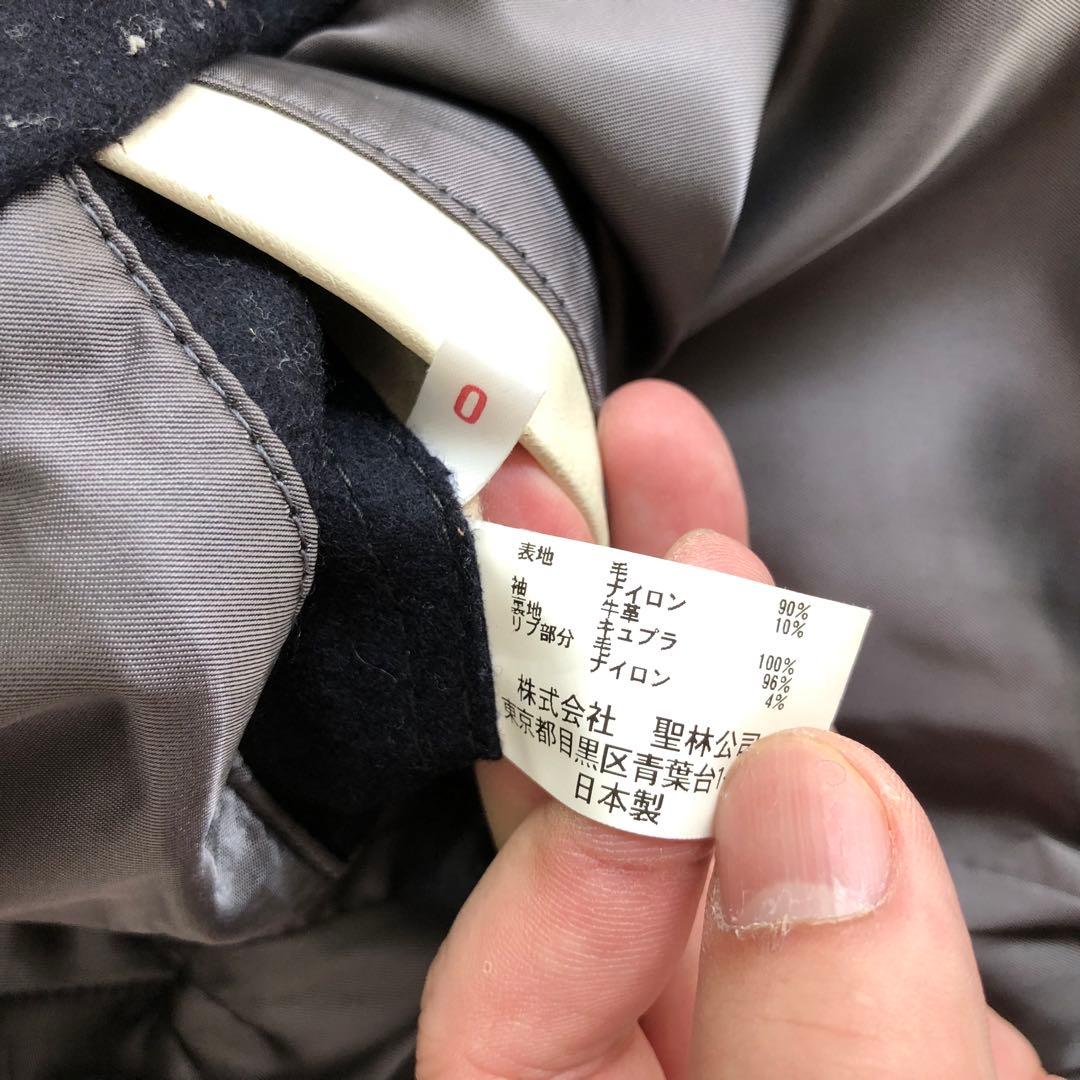 0
表地 毛 90%
ナイロン 10%
袖 牛革
裏地 キュプラ 100%
リブ部分 毛 96%
ナイロン 4%
株式会社 聖林公司
東京都目黒区青葉台1-
日本製